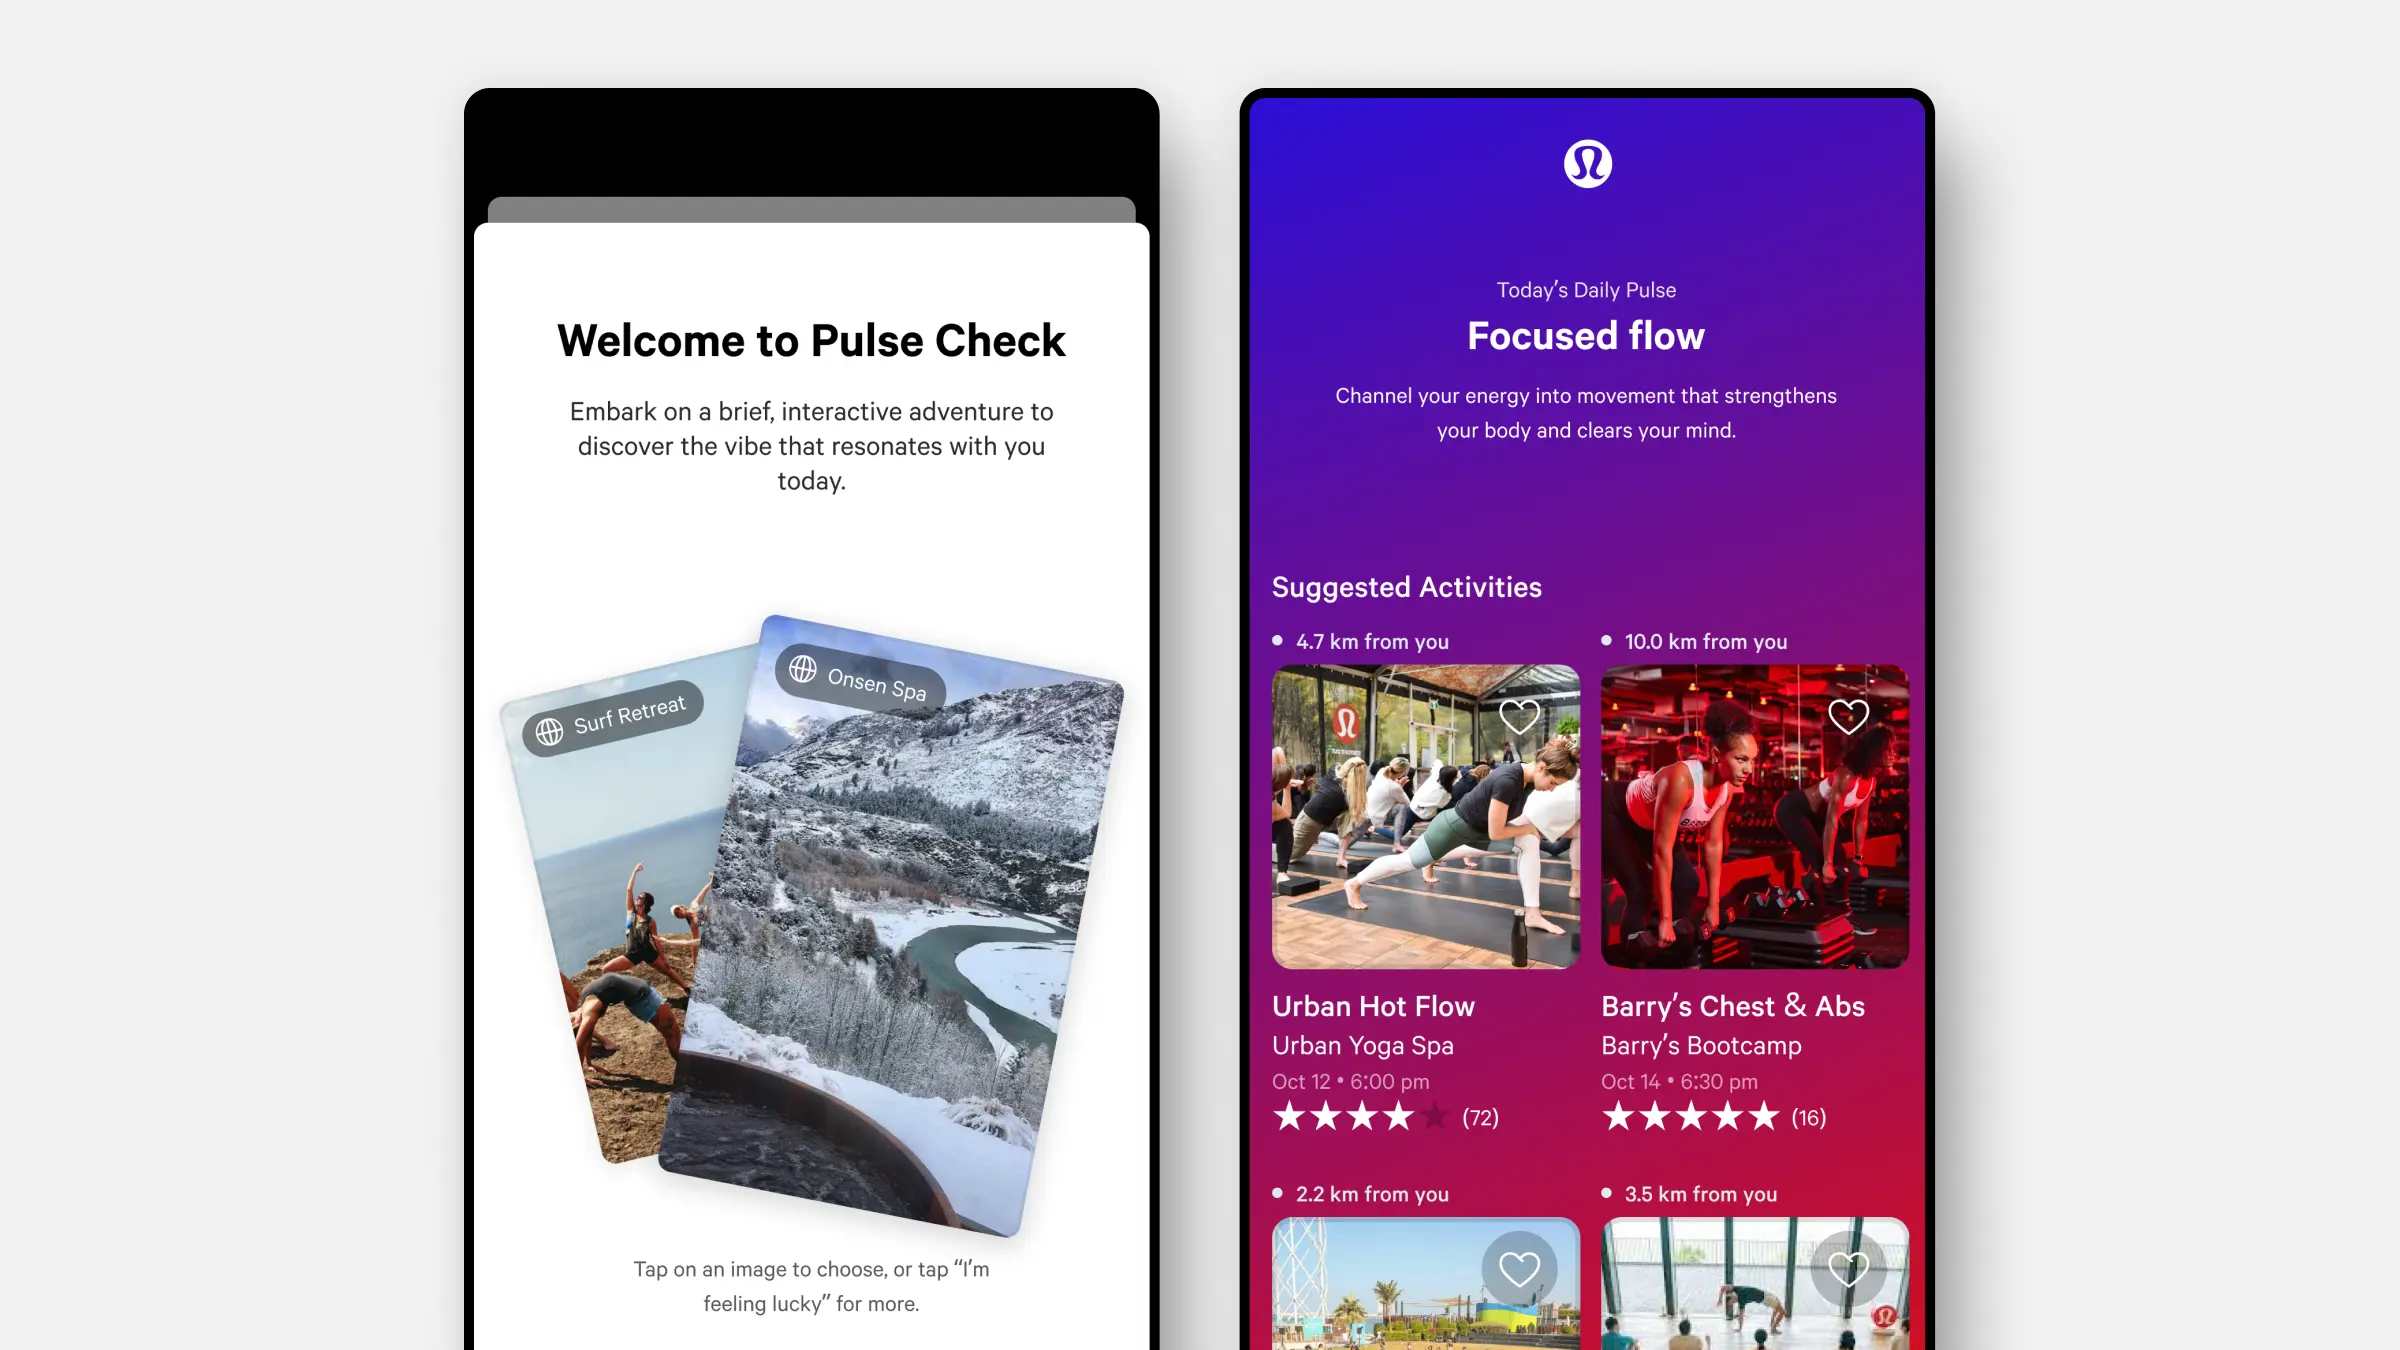 Welcome to Pulse Check
Embark on a brief, interactive adventure to
discover the vibe that resonates with you
today.
Surf Retreat
Onsen Spa
Tap on an image to choose, or tap “I’m
feeling lucky” for more.
Today’s Daily Pulse
Focused flow
Channel your energy into movement that strengthens
your body and clears your mind.
Suggested Activities
4.7 km from you
10.0 km from you
Urban Hot Flow
Barry’s Chest & Abs
Urban Yoga Spa
Barry’s Bootcamp
Oct 12 • 6:00 pm
Oct 14 • 6:30 pm
(72)
(16)
2.2 km from you
3.5 km from you